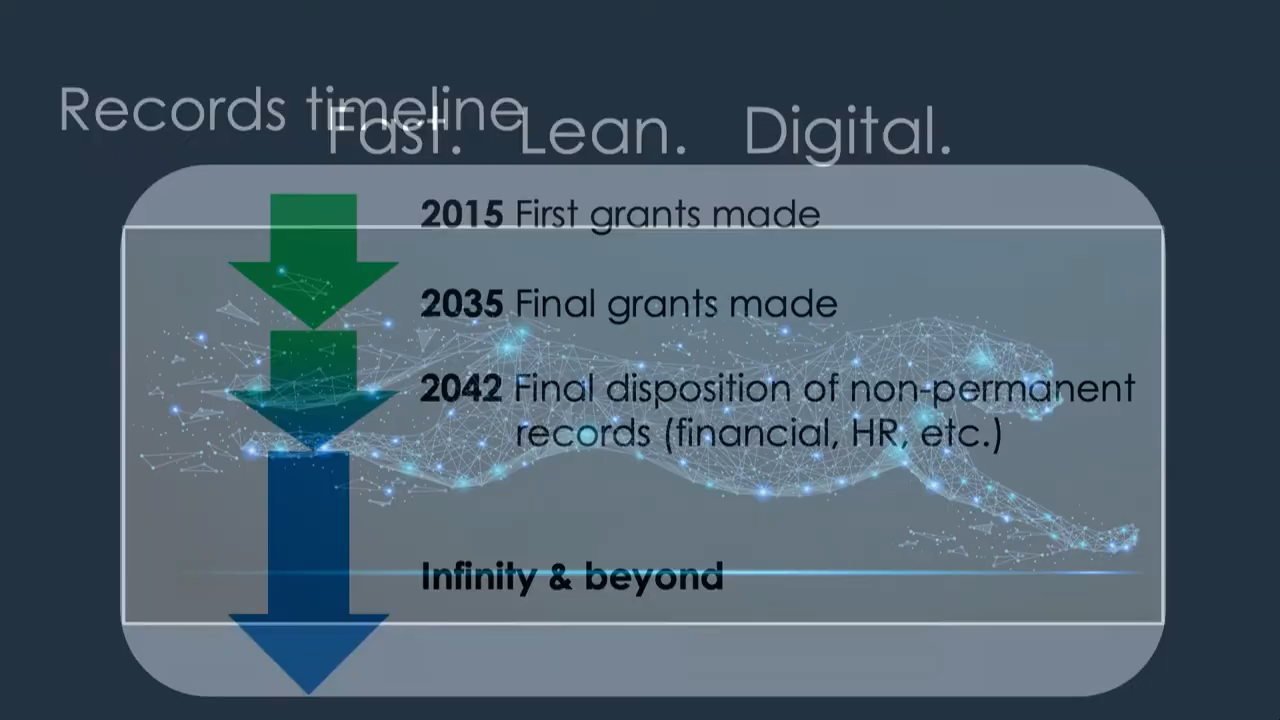 Records timeline
Fast. Lean. Digital.
2015 First grants made
2035 Final grants made
2042 Final disposition of non-permanent
records (financial, HR, etc.)
Infinity & beyond